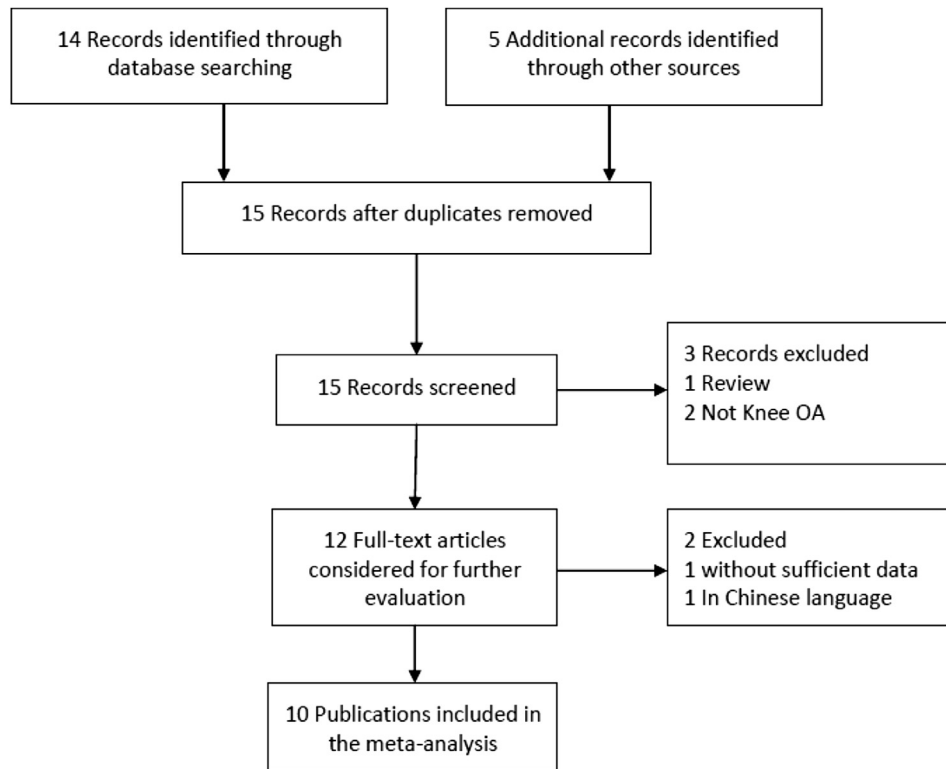 14 Records identified through
database searching
5 Additional records identified
through other sources
15 Records after duplicates removed
15 Records screened
3 Records excluded
1 Review
2 Not Knee OA
12 Full-text articles
considered for further
evaluation
2 Excluded
1 without sufficient data
1 In Chinese language
10 Publications included in
the meta-analysis